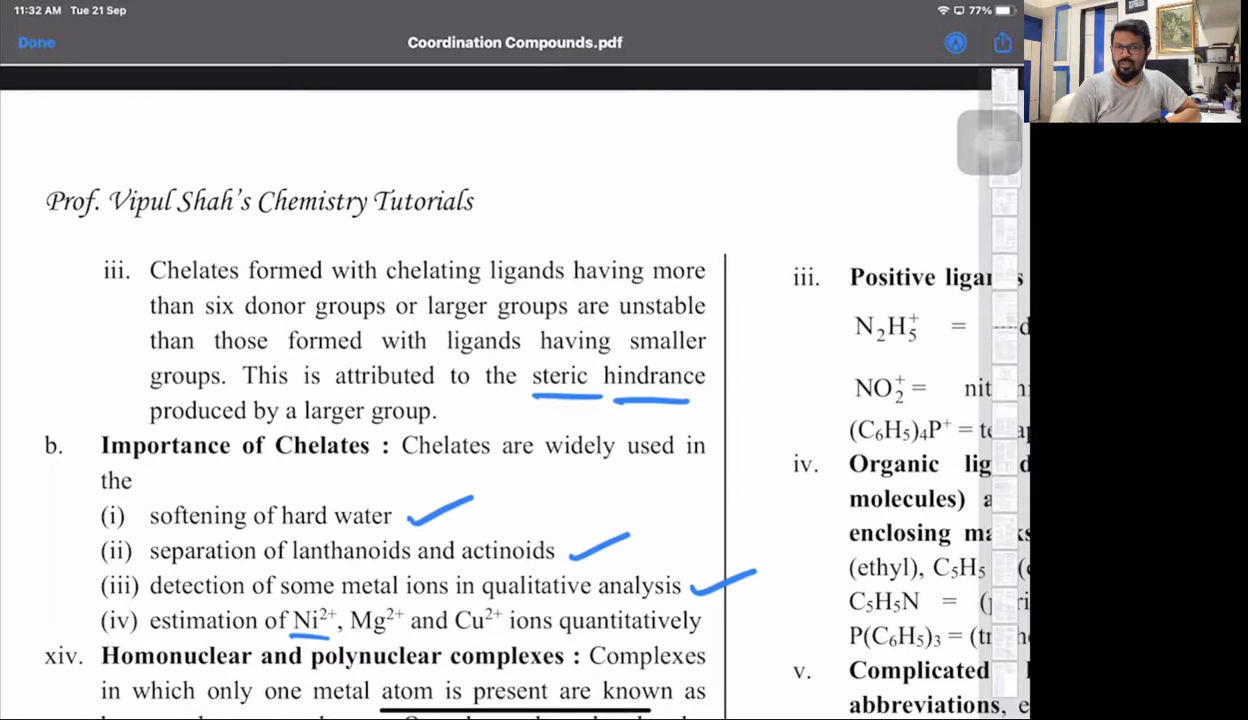 11:32 AM Tue 21 Sep
77%
Done
Coordination Compounds.pdf
Prof. Vipul Shah's Chemistry Tutorials
iii. Chelates formed with chelating ligands having more
than six donor groups or larger groups are unstable
than those formed with ligands having smaller
groups. This is attributed to the steric hindrance
produced by a larger group.
b. Importance of Chelates : Chelates are widely used in
the
(i) softening of hard water
(ii) separation of lanthanoids and actinoids
(iii) detection of some metal ions in qualitative analysis
(iv) estimation of Ni²⁺, Mg²⁺ and Cu²⁺ ions quantitatively
xiv. Homonuclear and polynuclear complexes : Complexes
in which only one metal atom is present are known as
iii. Positive
N₂H₅⁺ =
NO₂⁺ =
(C₆H₅)₄P⁺ =
iv. Organic
molecules)
enclosing
(ethyl), C₅H₅
C₅H₅N =
P(C₆H₅)₃ =
v. Complicated
abbreviations,